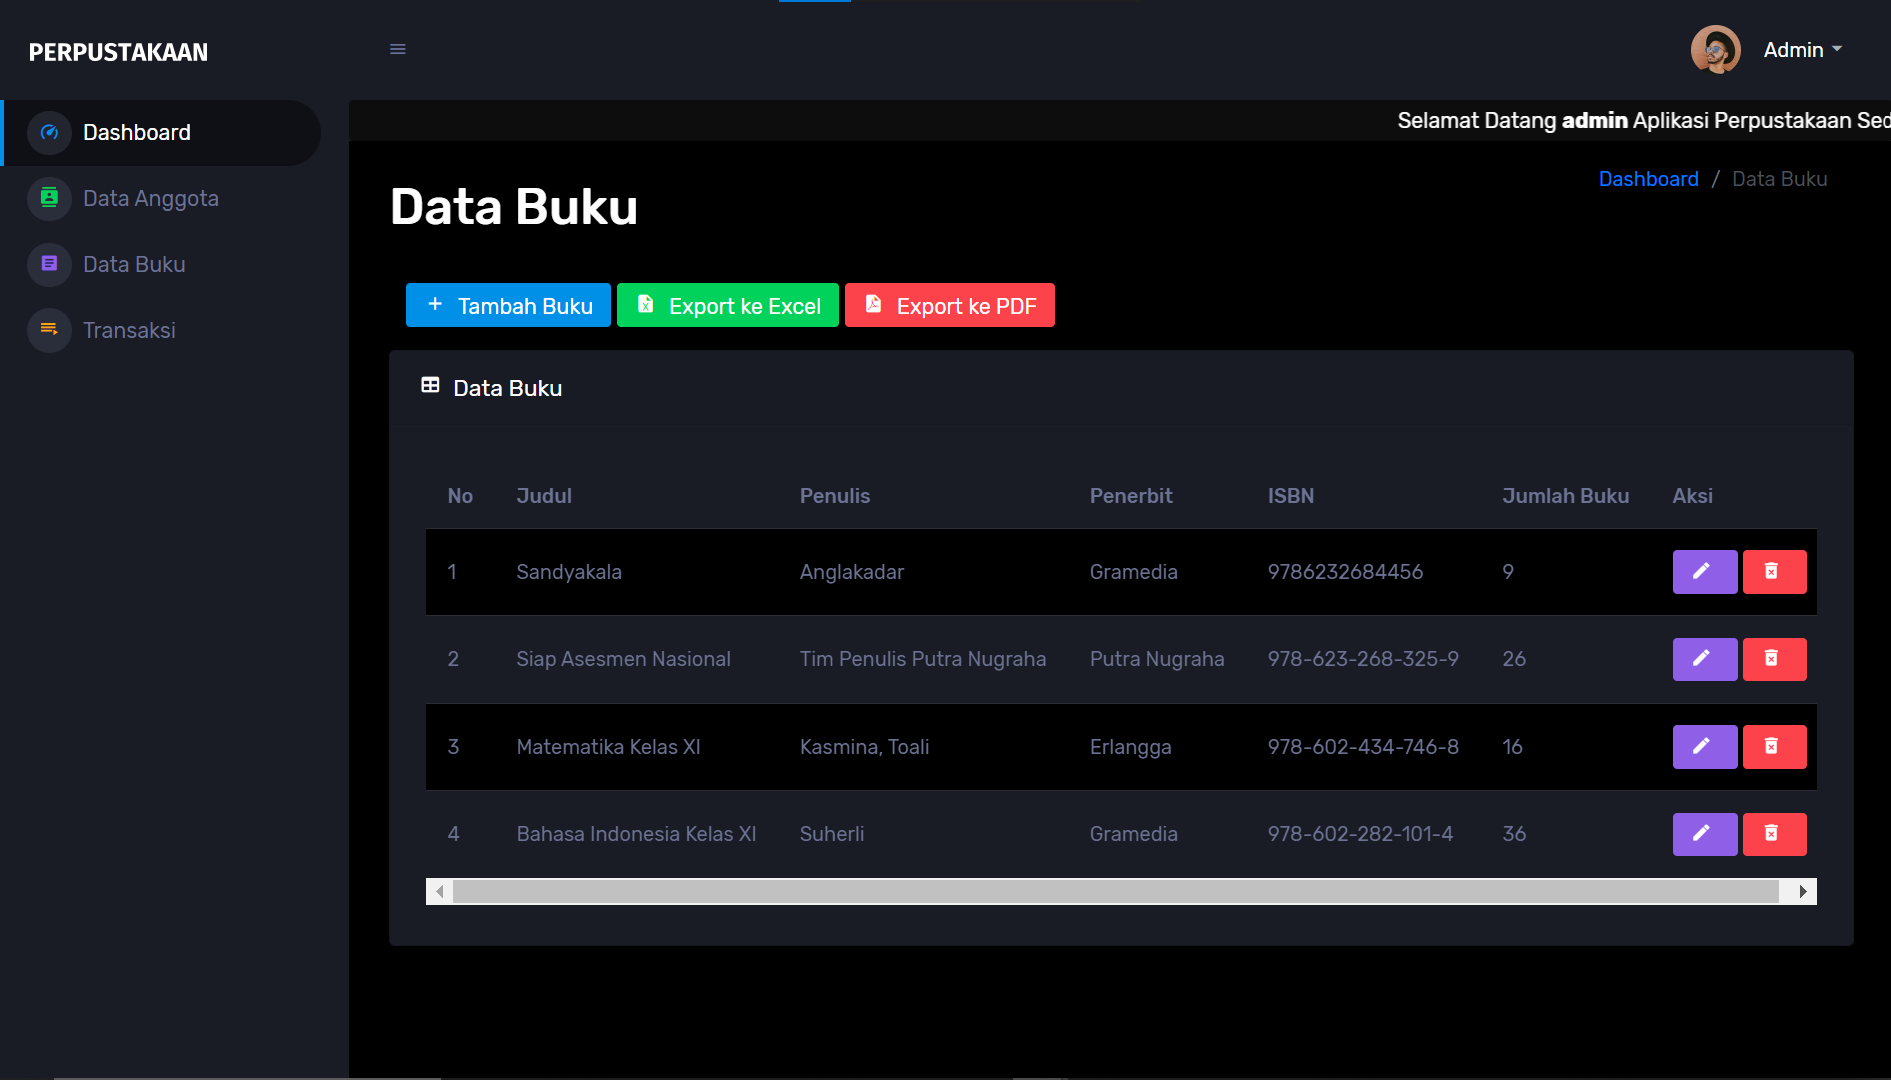 PERPUSTAKAAN
Admin
Dashboard
Data Anggota
Data Buku
Transaksi
Selamat Datang admin Aplikasi Perpustakaan Sed
Dashboard / Data Buku
Data Buku
Tambah Buku
Export ke Excel
Export ke PDF
Data Buku
No Judul Penulis Penerbit ISBN Jumlah Buku Aksi
1 Sandyakala Anglakadar Gramedia 9786232684456 9
2 Siap Asesmen Nasional Tim Penulis Putra Nugraha Putra Nugraha 978-623-268-325-9 26
3 Matematika Kelas XI Kasmina, Toali Erlangga 978-602-434-746-8 16
4 Bahasa Indonesia Kelas XI Suherli Gramedia 978-602-282-101-4 36